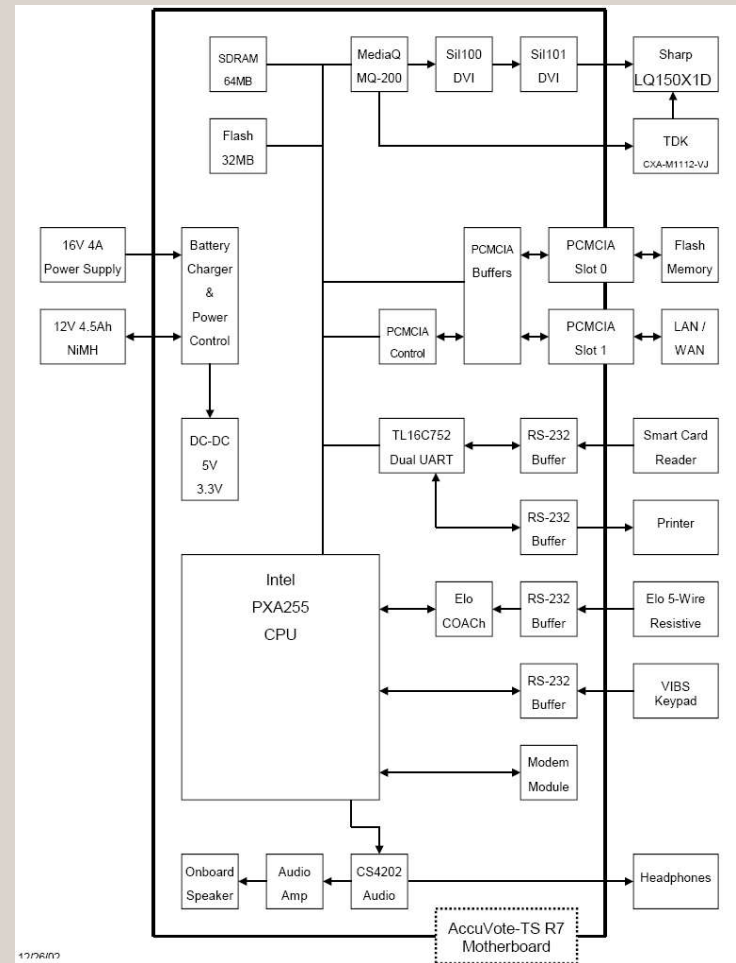 SDRAM
64MB
MediaQ
MQ-200
Sil100
DVI
Sil101
DVI
Sharp
LQ150X1D
Flash
32MB
TDK
CXA-M1112-VJ
16V 4A
Power Supply
Battery
Charger
&
Power
Control
PCMCIA
Buffers
PCMCIA
Slot 0
Flash
Memory
12V 4.5Ah
NiMH
PCMCIA
Control
PCMCIA
Slot 1
LAN /
WAN
DC-DC
5V
3.3V
TL16C752
Dual UART
RS-232
Buffer
Smart Card
Reader
RS-232
Buffer
Printer
Intel
PXA255
CPU
Elo
COACh
RS-232
Buffer
Elo 5-Wire
Resistive
RS-232
Buffer
VIBS
Keypad
Modem
Module
Onboard
Speaker
Audio
Amp
CS4202
Audio
Headphones
AccuVote-TS R7
Motherboard
12/26/02